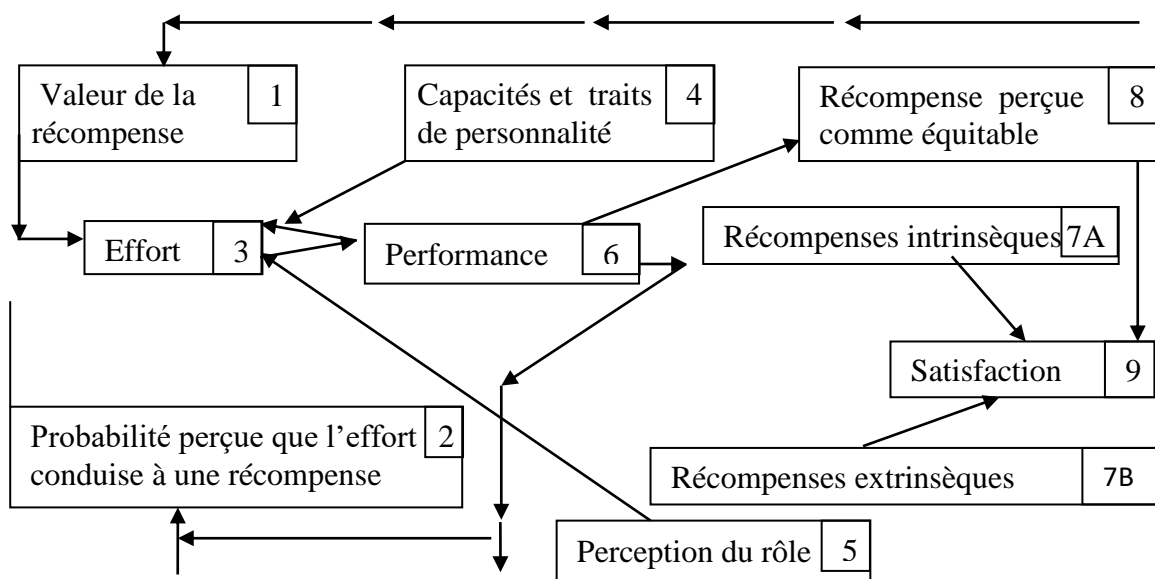 Valeur de la
récompense
1
Capacités et traits
de personnalité
4
Récompense perçue
comme équitable
8
Effort
3
Performance
6
Récompenses intrinsèques
7A
Satisfaction
9
Probabilité perçue que l'effort
conduise à une récompense
2
Récompenses extrinsèques
7B
Perception du rôle
5